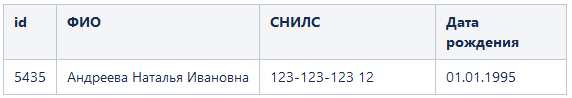 id ФИО СНИЛС Дата
рождения
5435 Андреева Наталья Ивановна 123-123-123 12 01.01.1995